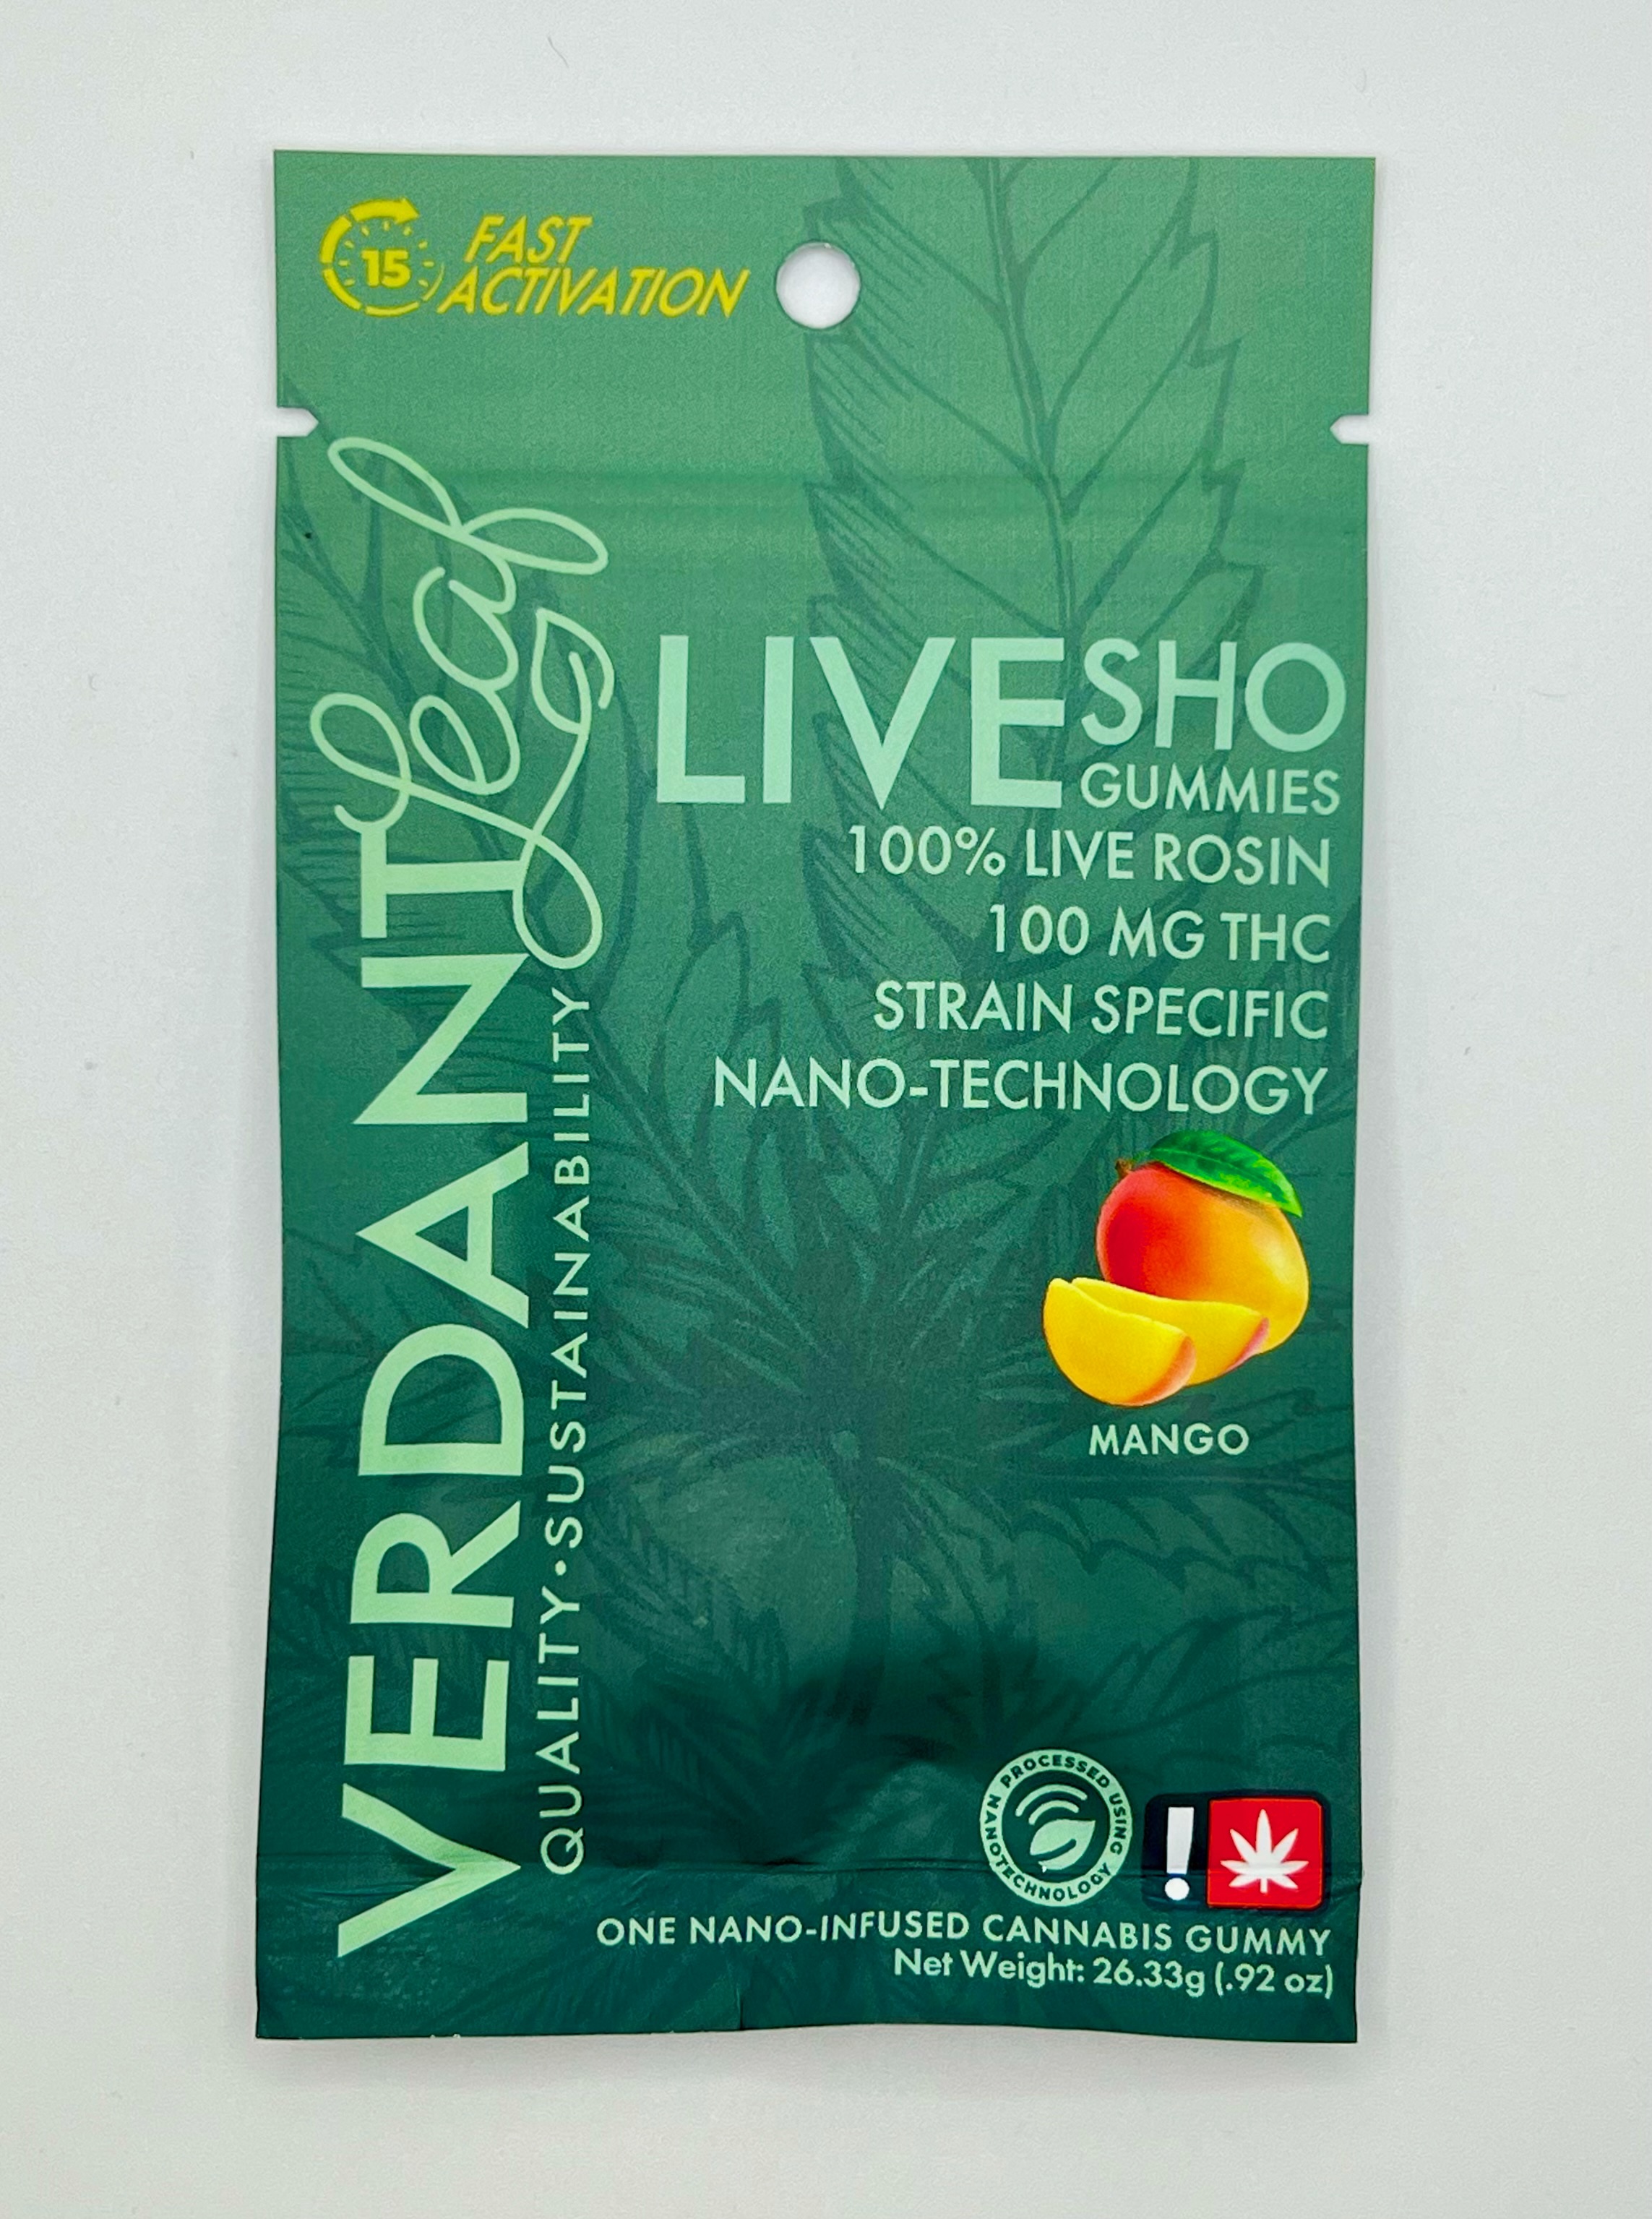 15
FAST
ACTIVATION
VERDANT Leaf
QUALITY·SUSTAINABILITY
LIVE SHO
GUMMIES
100% LIVE ROSIN
100 MG THC
STRAIN SPECIFIC
NANO-TECHNOLOGY
MANGO
PROCESSED USING NANOTECHNOLOGY
!
ONE NANO-INFUSED CANNABIS GUMMY
Net Weight: 26.33g (.92 oz)